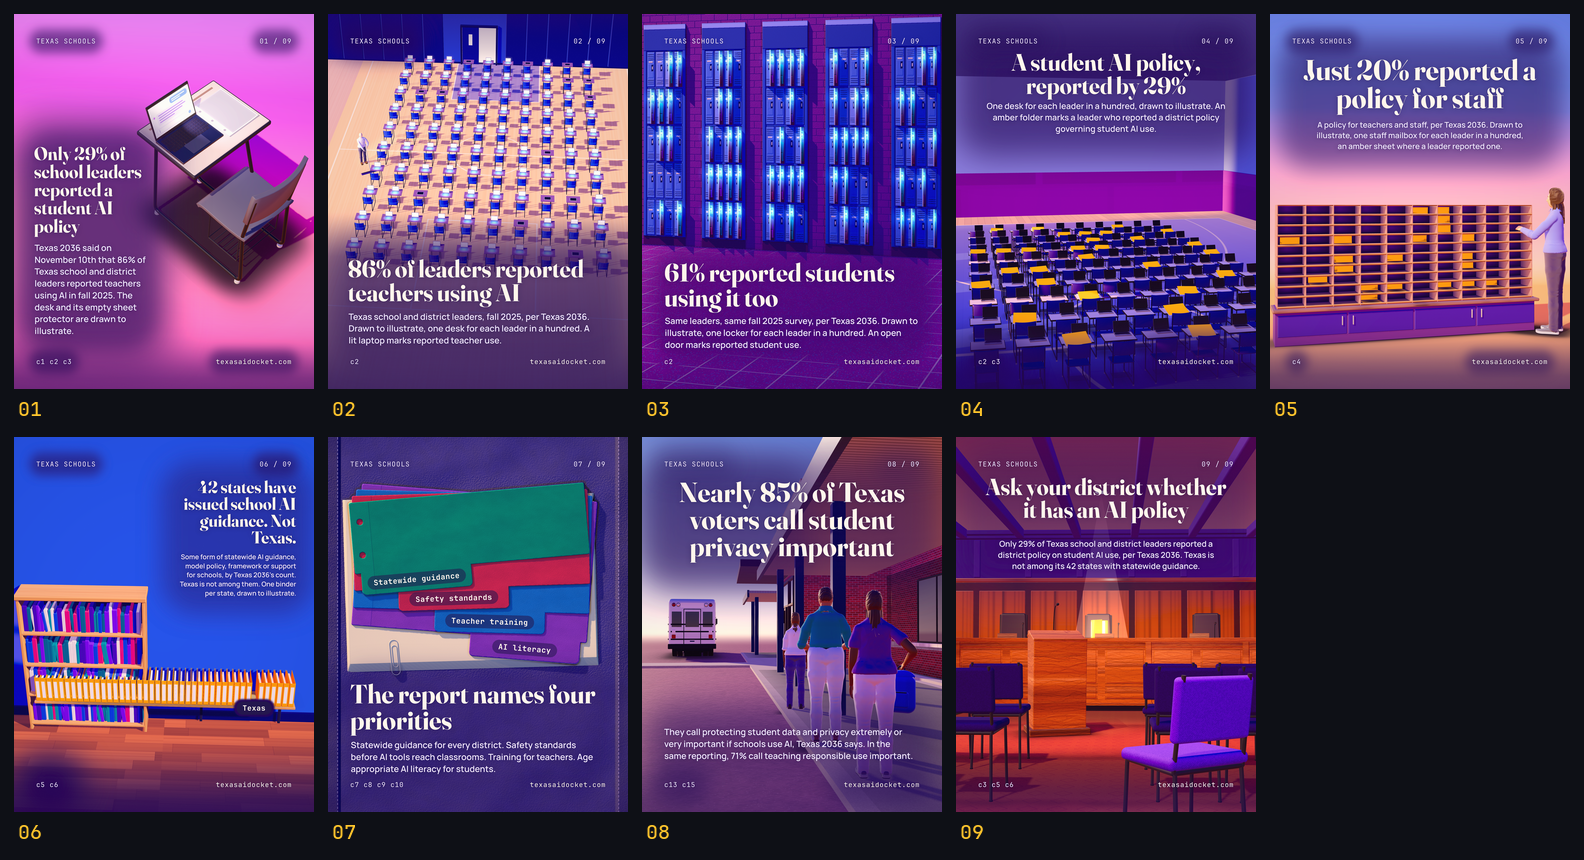 TEXAS SCHOOLS
01 / 09
Only 29% of
school leaders
reported a
student AI
policy
Texas 2036 said on
November 10th that 86% of
Texas school and district
leaders reported teachers
using AI in fall 2025. The
desk and its empty sheet
protector are drawn to
illustrate.
c1 c2 c3
texasaidocket.com
01
TEXAS SCHOOLS
02 / 09
86% of leaders reported
teachers using AI
Texas school and district leaders, fall 2025, per Texas 2036.
Drawn to illustrate, one desk for each leader in a hundred. A
lit laptop marks reported teacher use.
c2
texasaidocket.com
02
TEXAS SCHOOLS
03 / 09
61% reported students
using it too
Same leaders, same fall 2025 survey, per Texas 2036. Drawn to
illustrate, one locker for each leader in a hundred. An open
door marks reported student use.
c2
texasaidocket.com
03
TEXAS SCHOOLS
04 / 09
A student AI policy,
reported by 29%
One desk for each leader in a hundred, drawn to illustrate. An
amber folder marks a leader who reported a district policy
governing student AI use.
c2 c3
texasaidocket.com
04
TEXAS SCHOOLS
05 / 09
Just 20% reported a
policy for staff
A policy for teachers and staff, per Texas 2036. Drawn to
illustrate, one staff mailbox for each leader in a hundred,
an amber sheet where a leader reported one.
c4
texasaidocket.com
05
TEXAS SCHOOLS
06 / 09
42 states have
issued school AI
guidance. Not
Texas.
Some form of statewide AI guidance,
model policy, framework or support
for schools, by Texas 2036's count.
Texas is not among them. One binder
per state, drawn to illustrate.
Texas
c5 c6
texasaidocket.com
06
TEXAS SCHOOLS
07 / 09
Statewide guidance
Safety standards
Teacher training
AI literacy
The report names four
priorities
Statewide guidance for every district. Safety standards
before AI tools reach classrooms. Training for teachers. Age
appropriate AI literacy for students.
c7 c8 c9 c10
texasaidocket.com
07
TEXAS SCHOOLS
08 / 09
Nearly 85% of Texas
voters call student
privacy important
They call protecting student data and privacy extremely or
very important if schools use AI, Texas 2036 says. In the
same reporting, 71% call teaching responsible use important.
c13 c15
texasaidocket.com
08
TEXAS SCHOOLS
09 / 09
Ask your district whether
it has an AI policy
Only 29% of Texas school and district leaders reported a
district policy on student AI use, per Texas 2036. Texas is
not among its 42 states with statewide guidance.
c3 c5 c6
texasaidocket.com
09